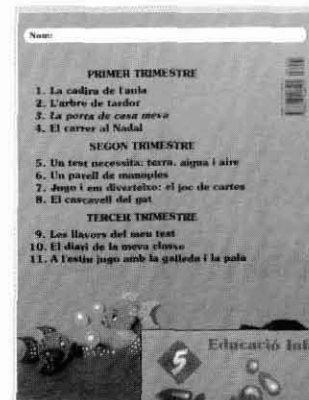 Nom:
PRIMER TRIMESTRE
1. La cadira de l'aula
2. L'arbre de tardor
3. La porta de casa meva
4. El carrer al Nadal
SEGON TRIMESTRE
5. Un test necessita: terra, aigua i aire
6. Un parell de manoples
7. Jugo i em diverteixo: el joc de cartes
8. El cascavell del gat
TERCER TRIMESTRE
9. Les llavors del meu test
10. El diari de la meva classe
11. A l'estiu jugo amb la galleda i la pala
5
Educació Inf